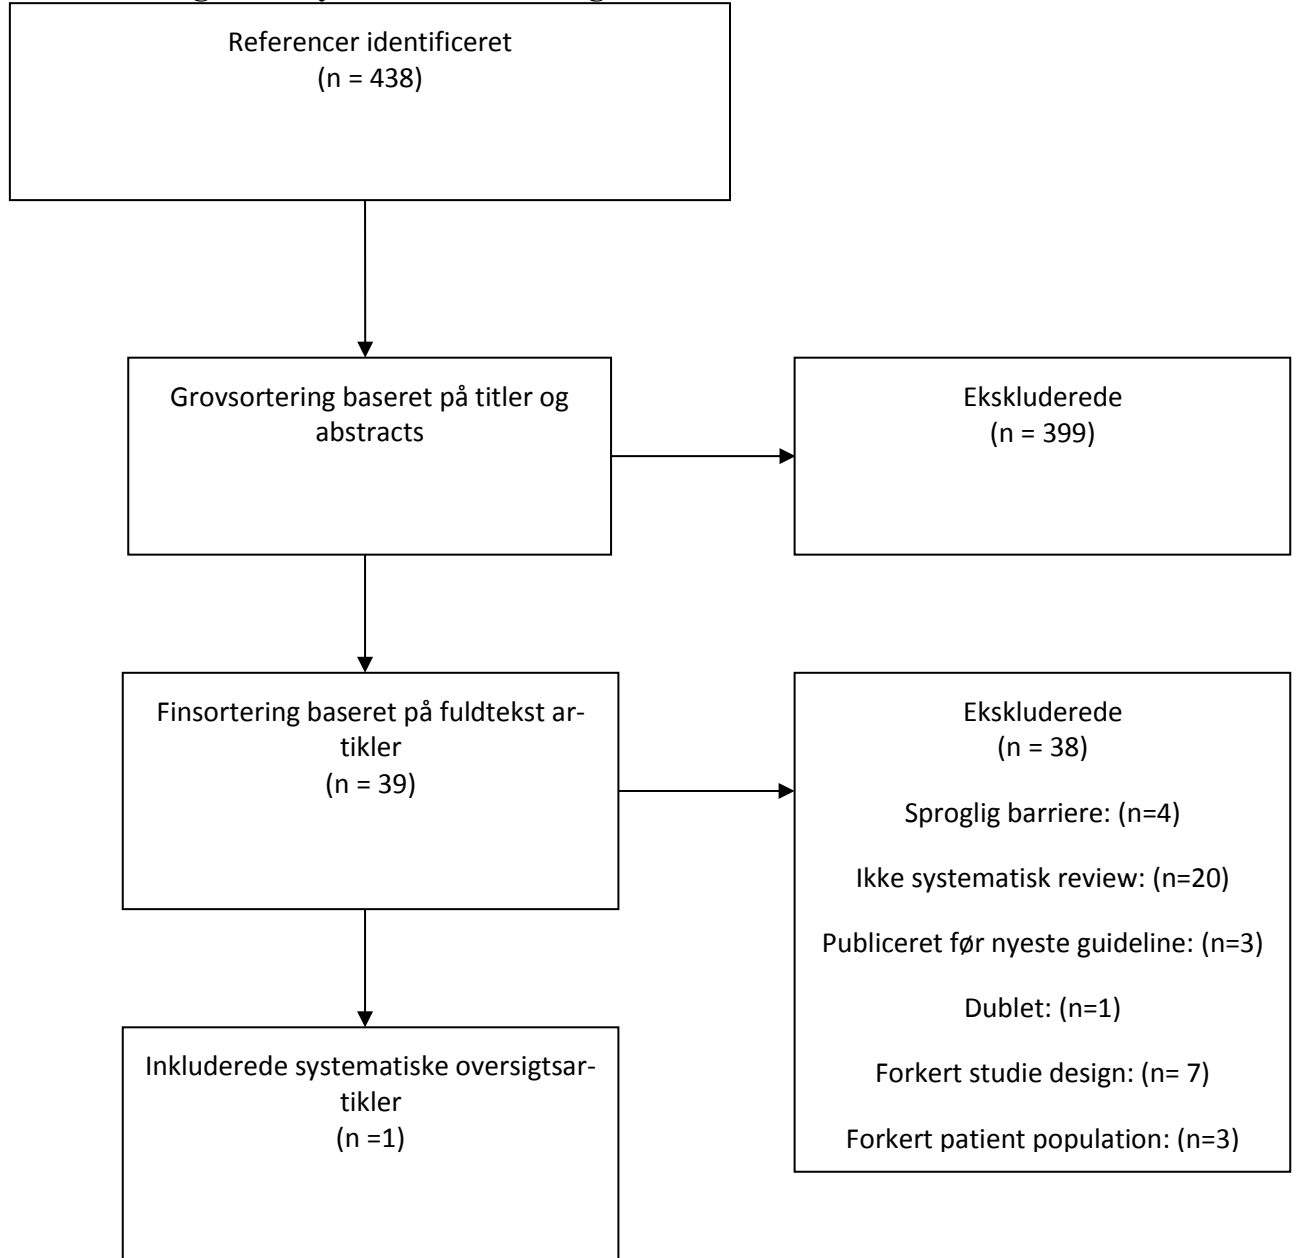 Referencer identificeret
(n = 438)
Grovsortering baseret på titler og
abstracts
Ekskluderede
(n = 399)
Finsortering baseret på fuldtekst ar-
tikler
(n = 39)
Ekskluderede
(n = 38)
Sproglig barriere: (n=4)
Ikke systematisk review: (n=20)
Publiceret før nyeste guideline: (n=3)
Dublet: (n=1)
Forkert studie design: (n= 7)
Forkert patient population: (n=3)
Inkluderede systematiske oversigtsar-
tikler
(n =1)